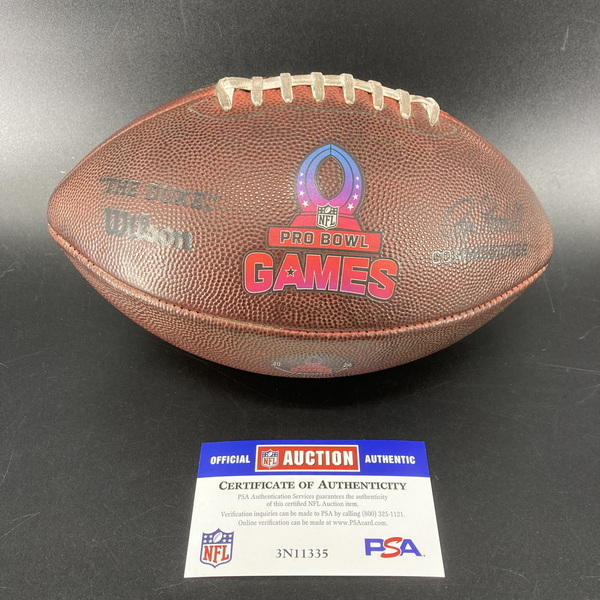 "THE DUKE"
Wilson
NFL
PRO BOWL
GAMES
COMMISSIONER
OFFICIAL NFL AUCTION AUTHENTIC
CERTIFICATE OF AUTHENTICITY
PSA Authentication Services guarantees the authenticity
of this certified NFL Auction item.
Verification inquiries can be made to PSA by calling (800) 325-1121.
Online verification can be made at www.PSAcard.com.
NFL
3N11335
PSA